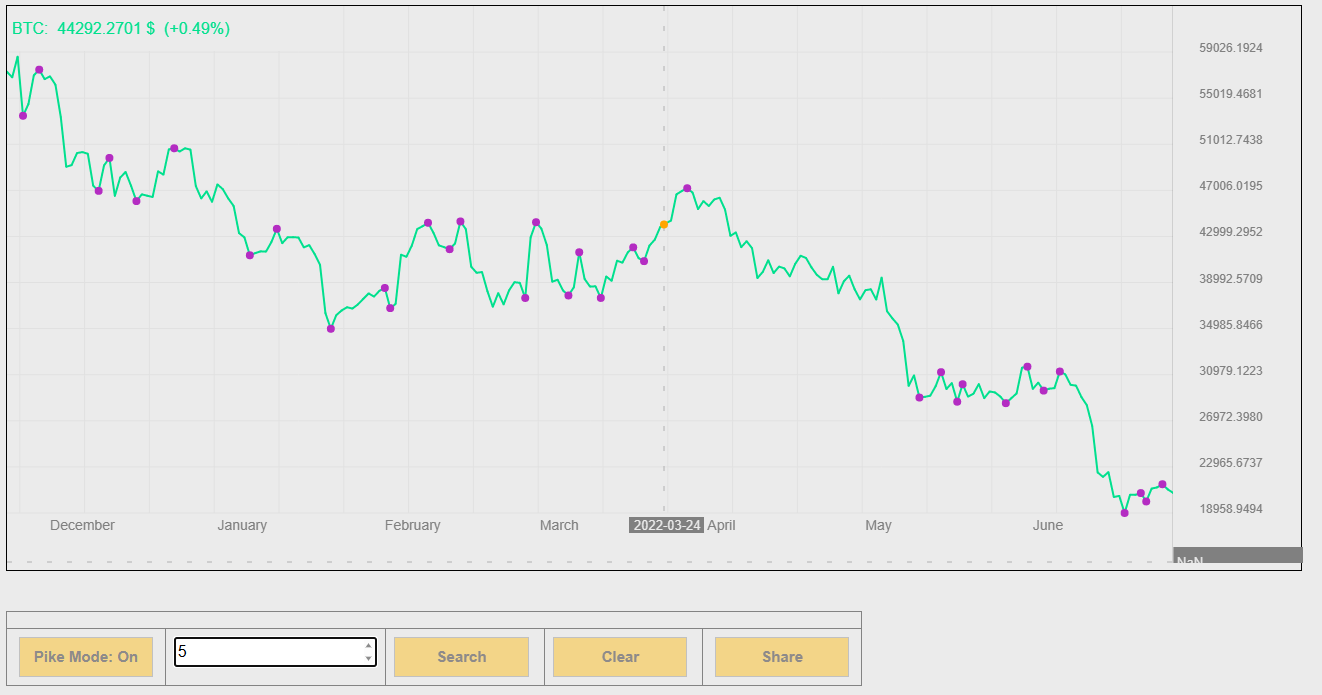 BTC: 44292.2701 $ (+0.49%)
59026.1924
55019.4681
51012.7438
47006.0195
42999.2952
38992.5709
34985.8466
30979.1223
26972.3980
22965.6737
18958.9494
December January February March 2022-03-24 April May June
NaN
Pike Mode: On 5 Search Clear Share